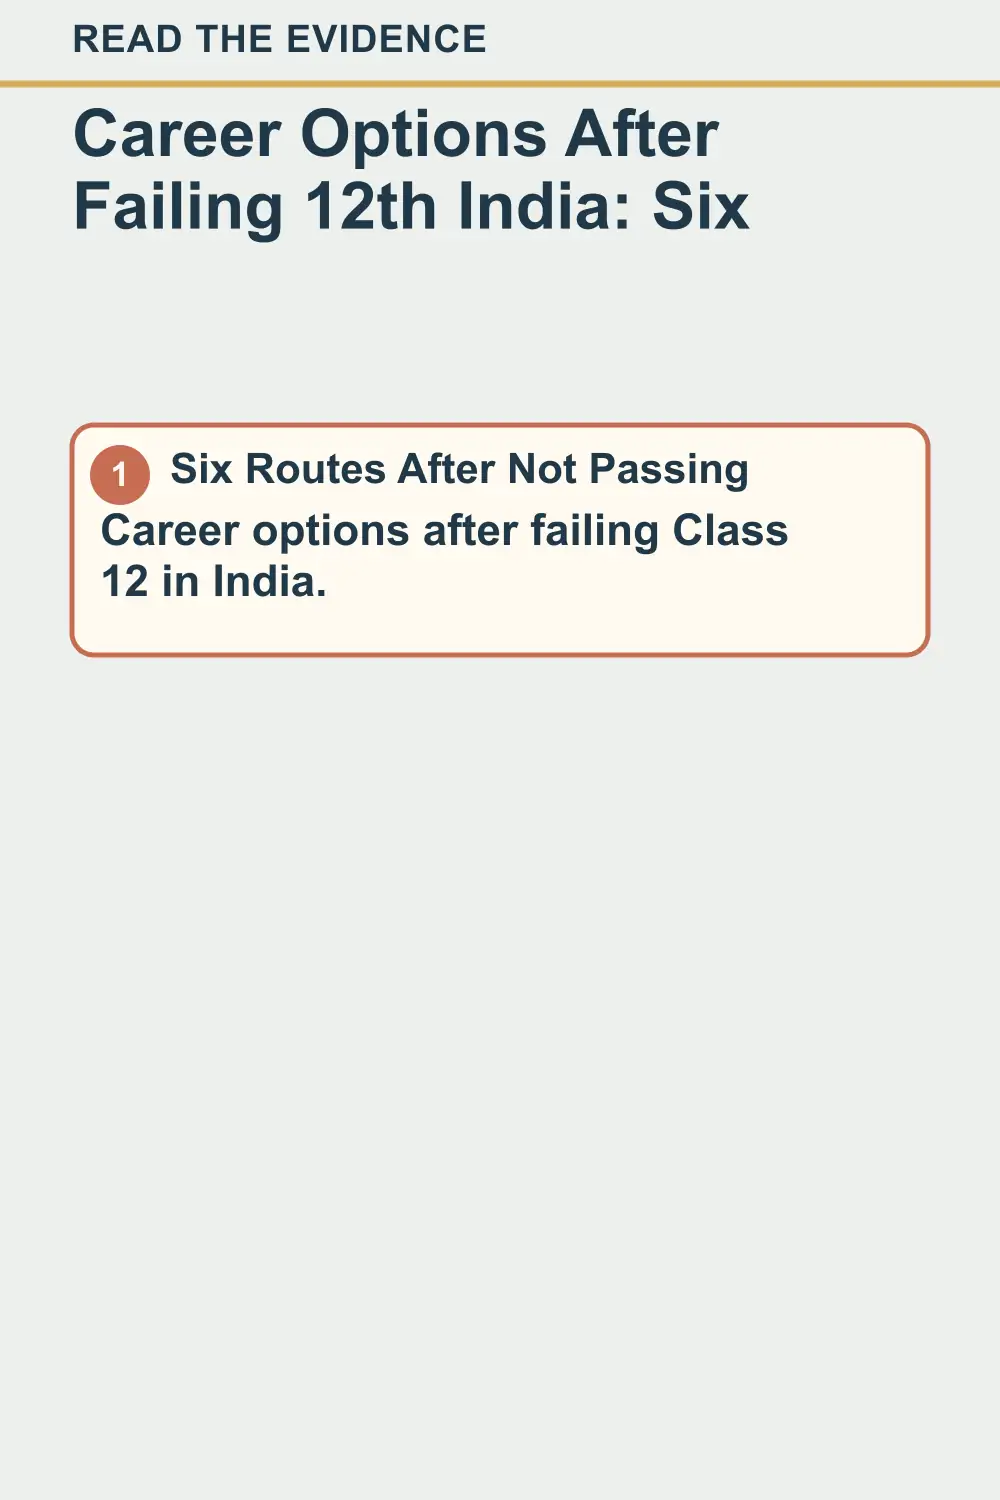 READ THE EVIDENCE
Career Options After
Failing 12th India: Six
1 Six Routes After Not Passing
Career options after failing Class
12 in India.